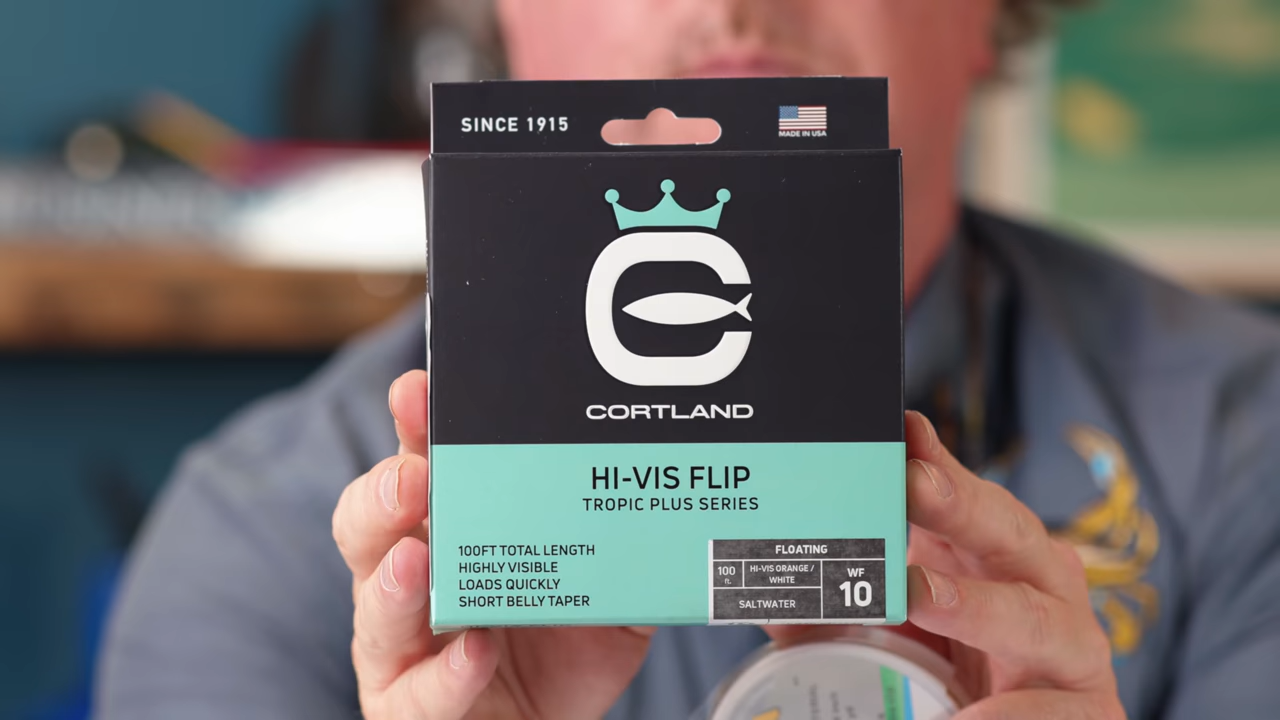 SINCE 1915
MADE IN USA
CORTLAND
HI-VIS FLIP
TROPIC PLUS SERIES
100FT TOTAL LENGTH
HIGHLY VISIBLE
LOADS QUICKLY
SHORT BELLY TAPER
FLOATING
100 ft.
HI-VIS ORANGE /
WHITE
SALTWATER
WF
10